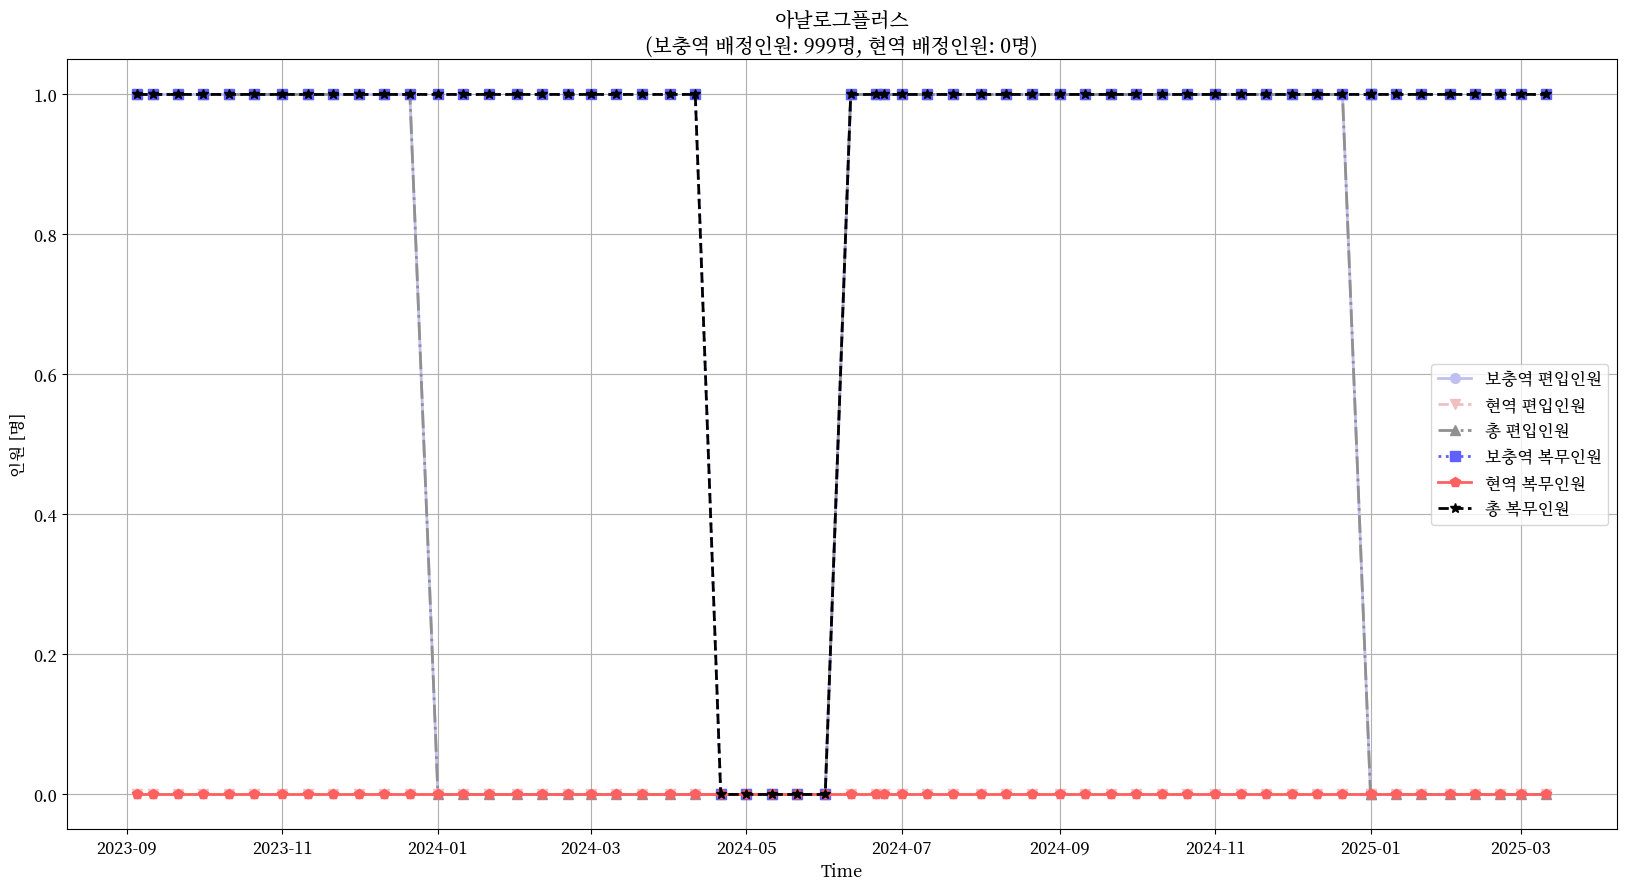 아날로그플러스
(보충역 배정인원: 999명, 현역 배정인원: 0명)
인원 [명]
1.0
0.8
0.6
0.4
0.2
0.0
보충역 편입인원
현역 편입인원
총 편입인원
보충역 복무인원
현역 복무인원
총 복무인원
2023-09 2023-11 2024-01 2024-03 2024-05 2024-07 2024-09 2024-11 2025-01 2025-03
Time